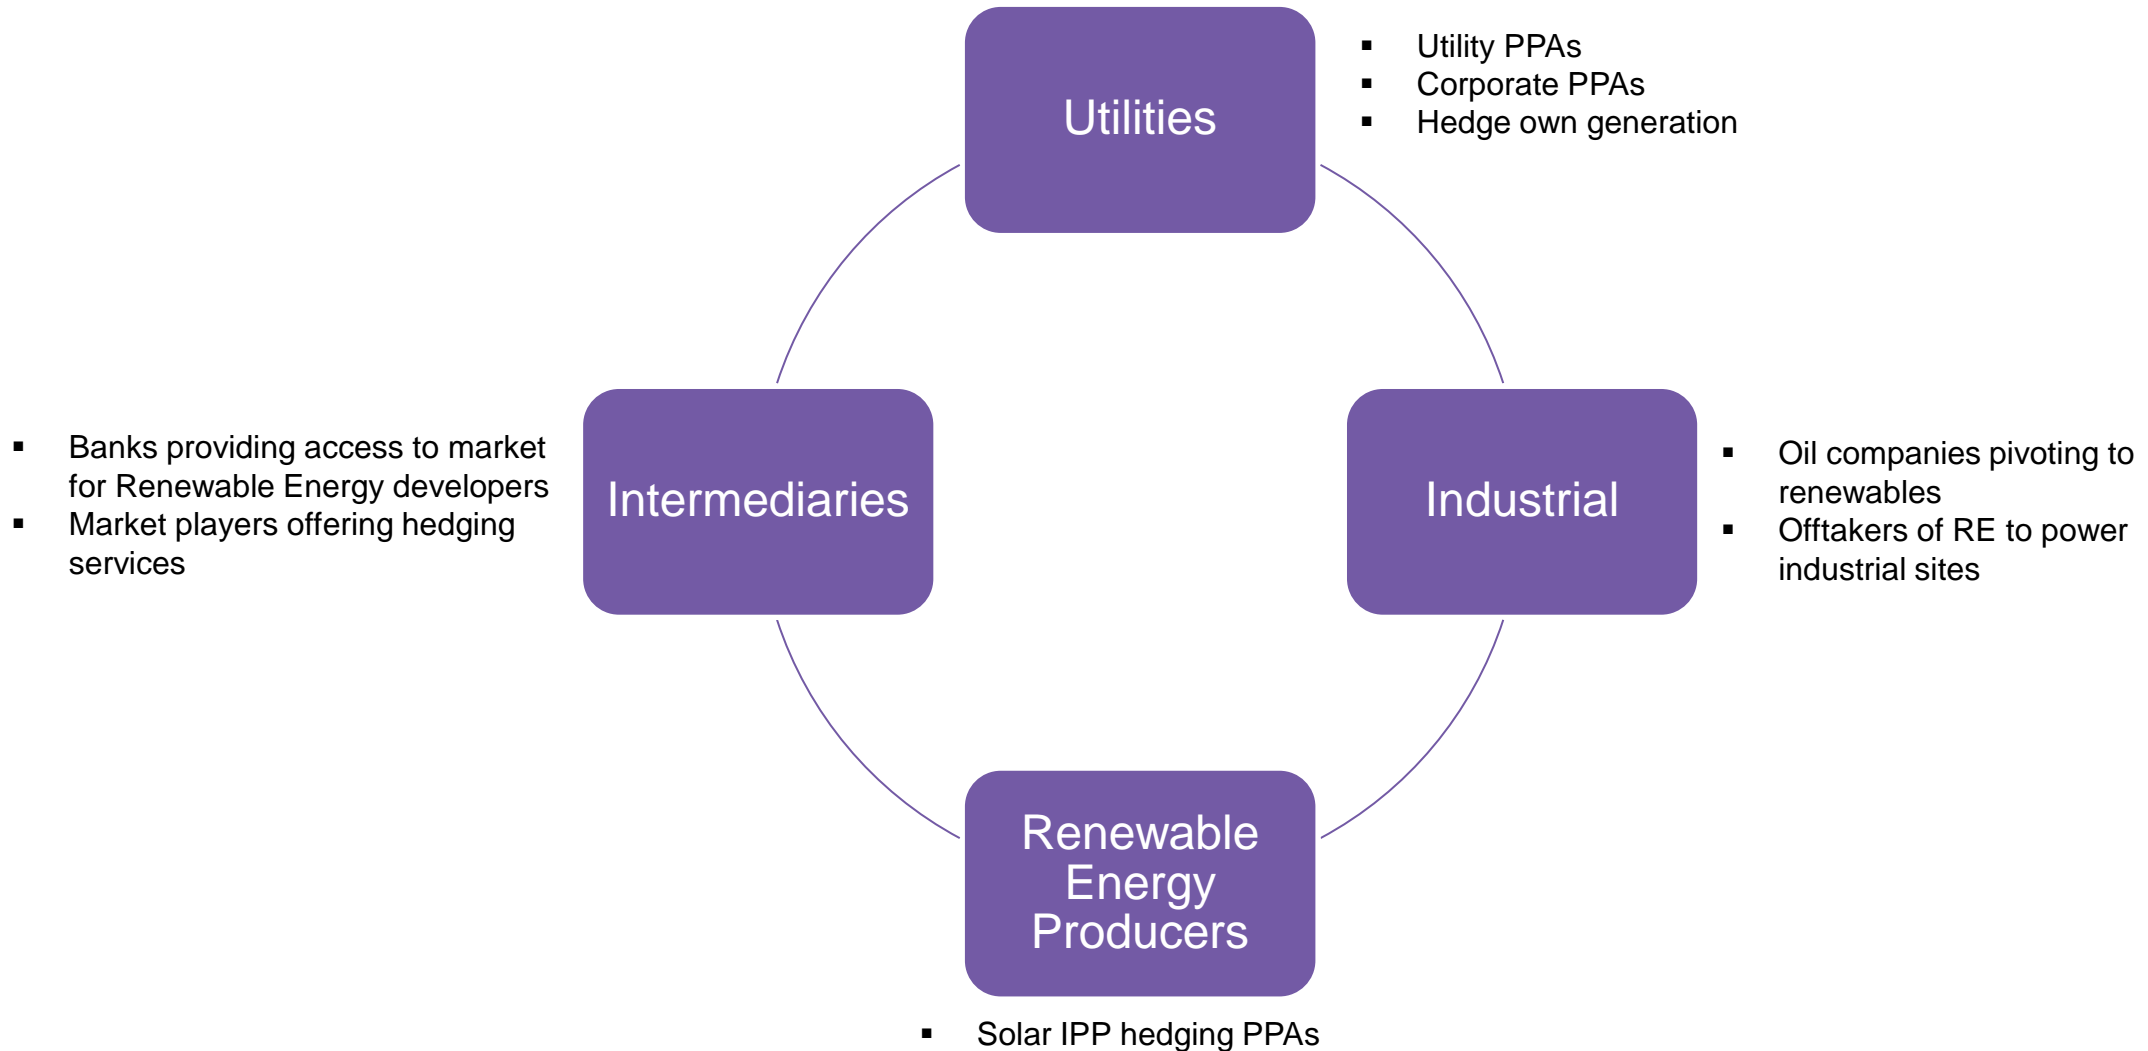 Utilities
▪ Utility PPAs
▪ Corporate PPAs
▪ Hedge own generation
▪ Banks providing access to market
for Renewable Energy developers
▪ Market players offering hedging
services
Intermediaries
Industrial
▪ Oil companies pivoting to
renewables
▪ Offtakers of RE to power
industrial sites
Renewable
Energy
Producers
▪ Solar IPP hedging PPAs